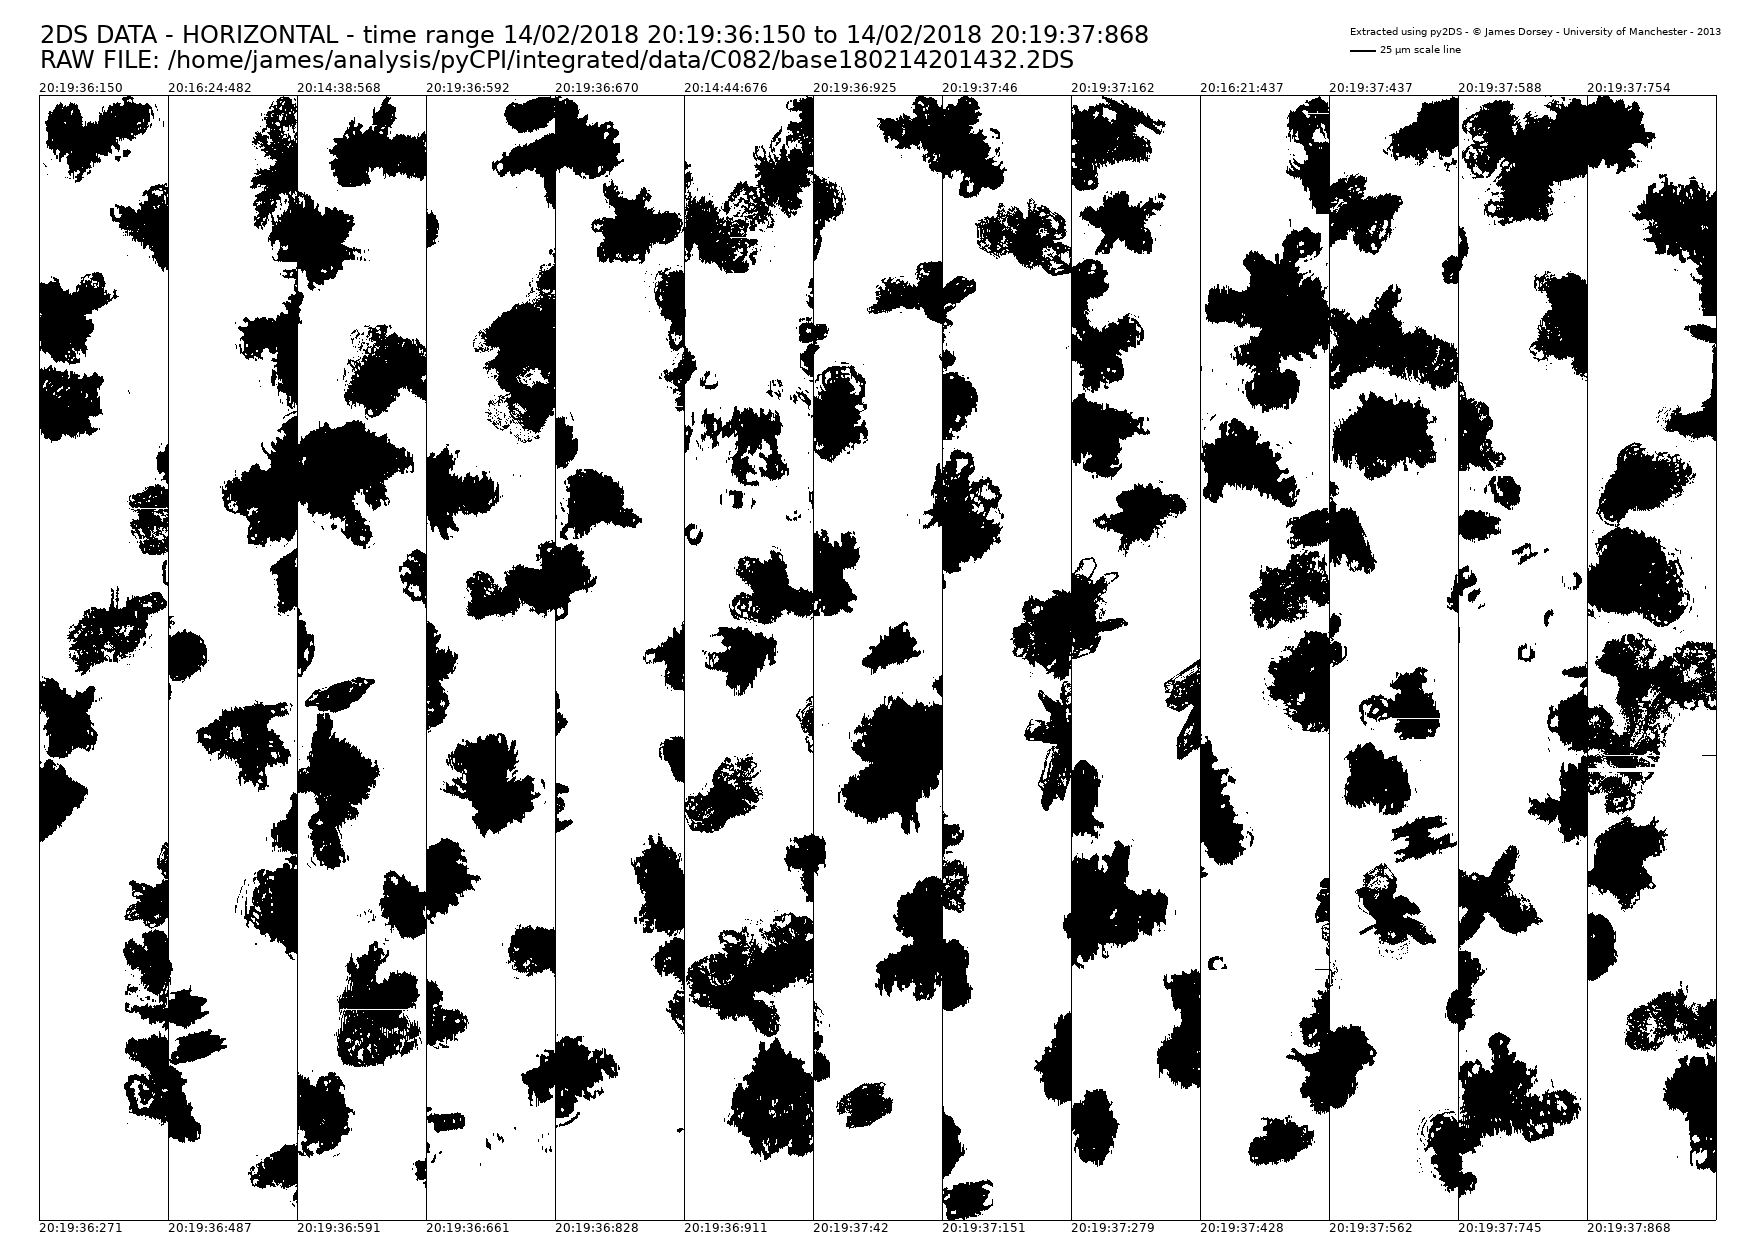 2DS DATA - HORIZONTAL - time range 14/02/2018 20:19:36:150 to 14/02/2018 20:19:37:868
RAW FILE: /home/james/analysis/pyCPI/integrated/data/C082/base180214201432.2DS
Extracted using py2DS - © James Dorsey - University of Manchester - 2013
25 µm scale line
20:19:36:150 20:16:24:482 20:14:38:568 20:19:36:592 20:19:36:670 20:14:44:676 20:19:36:925 20:19:37:46 20:19:37:162 20:16:21:437 20:19:37:437 20:19:37:588 20:19:37:754
20:19:36:271 20:19:36:487 20:19:36:591 20:19:36:661 20:19:36:828 20:19:36:911 20:19:37:42 20:19:37:151 20:19:37:279 20:19:37:428 20:19:37:562 20:19:37:745 20:19:37:868